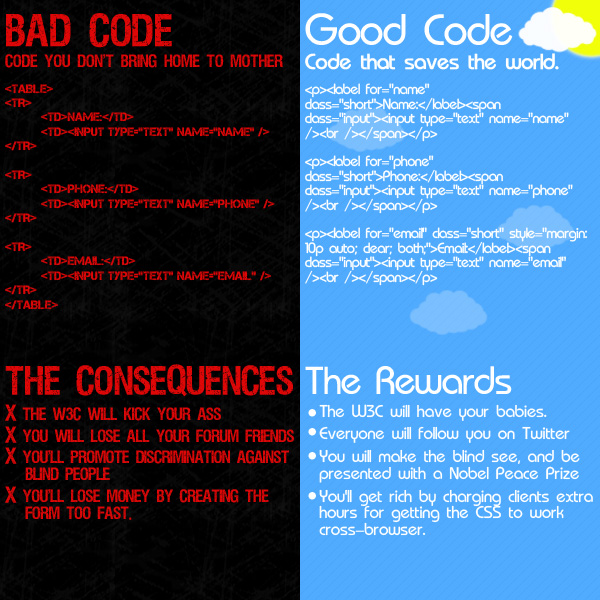 BAD CODE
CODE YOU DON'T BRING HOME TO MOTHER
<TABLE>
<TR>
<TD>NAME:</TD>
<TD><INPUT TYPE="TEXT" NAME="NAME" />
</TR>
<TR>
<TD>PHONE:</TD>
<TD><INPUT TYPE="TEXT" NAME="PHONE" />
</TR>
<TR>
<TD>EMAIL:</TD>
<TD><INPUT TYPE="TEXT" NAME="EMAIL" />
</TR>
</TABLE>
THE CONSEQUENCES
X THE W3C WILL KICK YOUR ASS
X YOU WILL LOSE ALL YOUR FORUM FRIENDS
X YOU'LL PROMOTE DISCRIMINATION AGAINST
BLIND PEOPLE
X YOU'LL LOSE MONEY BY CREATING THE
FORM TOO FAST.
Good Code
Code that saves the world.
<p><label for="name"
class="short">Name:</label><span
class="input"><input type="text" name="name"
/><br /></span></p>
<p><label for="phone"
class="short">Phone:</label><span
class="input"><input type="text" name="phone"
/><br /></span></p>
<p><label for="email" class="short" style="margin:
10p auto; clear; both;">Email:</label><span
class="input"><input type="text" name="email"
/><br /></span></p>
The Rewards
• The W3C will have your babies.
• Everyone will follow you on Twitter
• You will make the blind see, and be
presented with a Nobel Peace Prize
• You'll get rich by charging clients extra
hours for getting the CSS to work
cross-browser.